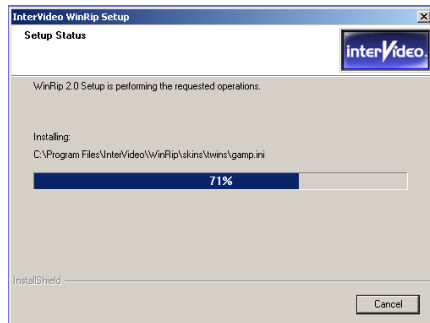 InterVideo WinRip Setup
Setup Status
interVideo.
WinRip 2.0 Setup is performing the requested operations.
Installing:
C:\Program Files\InterVideo\WinRip\skins\twins\gamp.ini
71%
InstallShield
Cancel